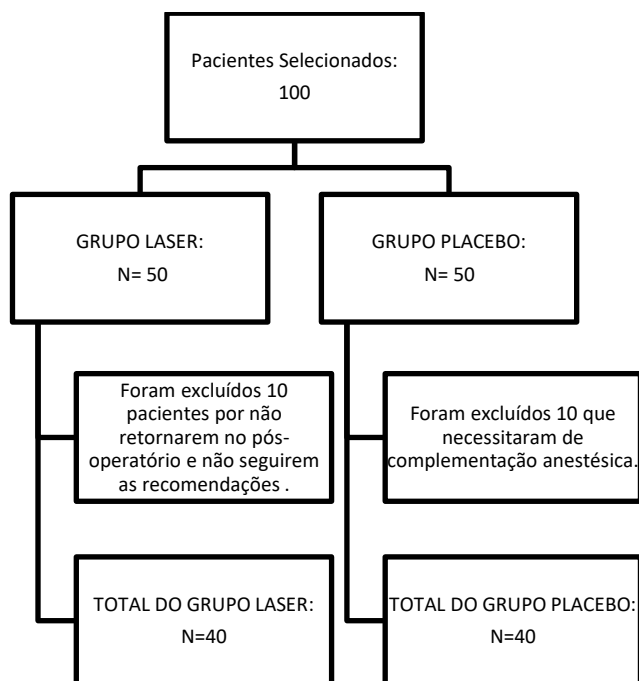 Pacientes Selecionados:
100
GRUPO LASER:
N= 50
GRUPO PLACEBO:
N= 50
Foram excluídos 10
pacientes por não
retornarem no pós-
operatório e não seguirem
as recomendações .
Foram excluídos 10 que
necessitaram de
complementação anestésica.
TOTAL DO GRUPO LASER:
N=40
TOTAL DO GRUPO PLACEBO:
N=40